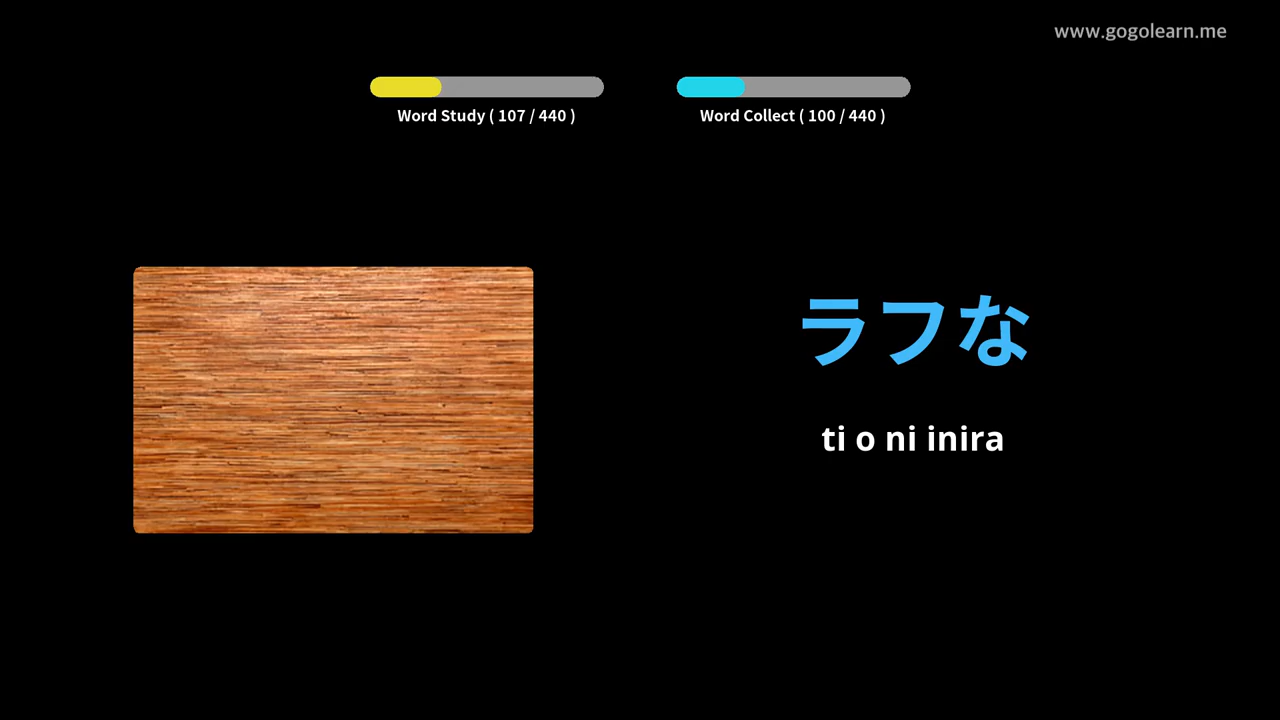 www.gogolearn.me
Word Study ( 107 / 440 )
Word Collect ( 100 / 440 )
ラフな
ti o ni inira